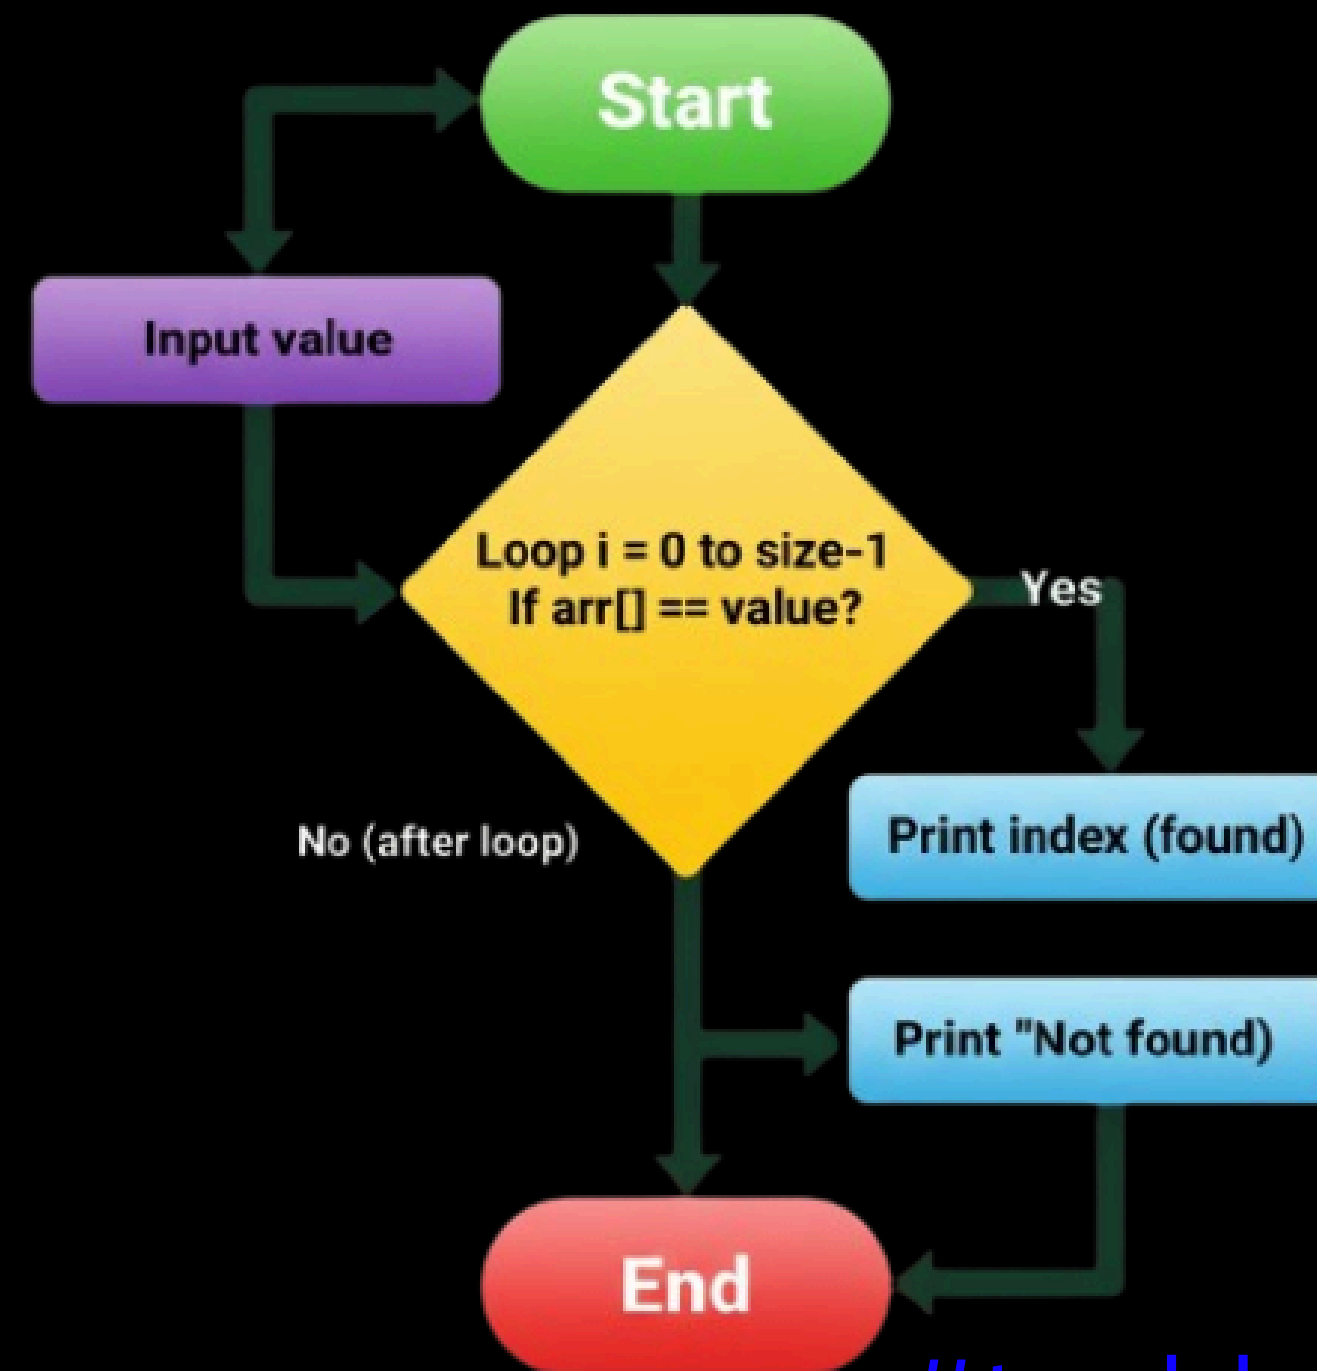 Start
Input value
Loop i = 0 to size-1
If arr[] == value?
Yes
No (after loop)
Print index (found)
Print "Not found)
End